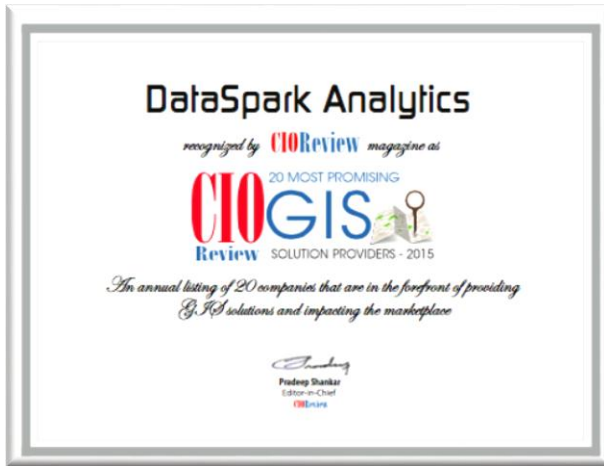 DataSpark Analytics
recognized by CIOReview magazine as
CIO Review 20 MOST PROMISING
GIS
SOLUTION PROVIDERS - 2015
An annual listing of 20 companies that are in the forefront of providing
GIS solutions and impacting the marketplace
Pradeep Shankar
Editor-in-Chief
CIOReview